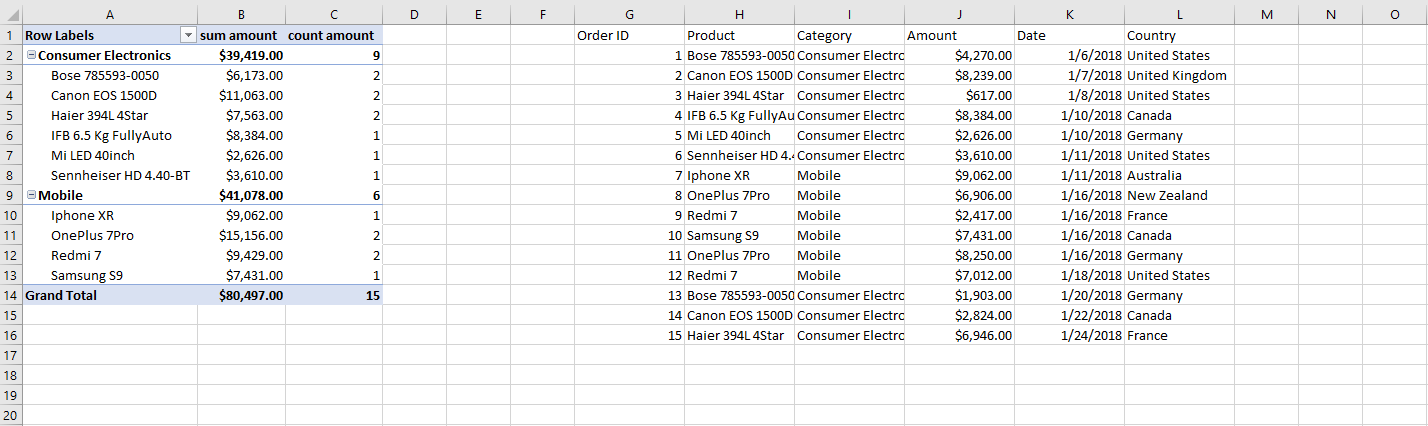 A B C D E F G H I J K L M N O
1 Row Labels sum amount count amount Order ID Product Category Amount Date Country
2 Consumer Electronics $39,419.00 9 1 Bose 785593-0050 Consumer Electro $4,270.00 1/6/2018 United States
3 Bose 785593-0050 $6,173.00 2 2 Canon EOS 1500D Consumer Electro $8,239.00 1/7/2018 United Kingdom
4 Canon EOS 1500D $11,063.00 2 3 Haier 394L 4Star Consumer Electro $617.00 1/8/2018 United States
5 Haier 394L 4Star $7,563.00 2 4 IFB 6.5 Kg FullyAu Consumer Electro $8,384.00 1/10/2018 Canada
6 IFB 6.5 Kg FullyAuto $8,384.00 1 5 Mi LED 40inch Consumer Electro $2,626.00 1/10/2018 Germany
7 Mi LED 40inch $2,626.00 1 6 Sennheiser HD 4. Consumer Electro $3,610.00 1/11/2018 United States
8 Sennheiser HD 4.40-BT $3,610.00 1 7 Iphone XR Mobile $9,062.00 1/11/2018 Australia
9 Mobile $41,078.00 6 8 OnePlus 7Pro Mobile $6,906.00 1/16/2018 New Zealand
10 Iphone XR $9,062.00 1 9 Redmi 7 Mobile $2,417.00 1/16/2018 France
11 OnePlus 7Pro $15,156.00 2 10 Samsung S9 Mobile $7,431.00 1/16/2018 Canada
12 Redmi 7 $9,429.00 2 11 OnePlus 7Pro Mobile $8,250.00 1/16/2018 Germany
13 Samsung S9 $7,431.00 1 12 Redmi 7 Mobile $7,012.00 1/18/2018 United States
14 Grand Total $80,497.00 15 13 Bose 785593-0050 Consumer Electro $1,903.00 1/20/2018 Germany
15 14 Canon EOS 1500D Consumer Electro $2,824.00 1/22/2018 Canada
16 15 Haier 394L 4Star Consumer Electro $6,946.00 1/24/2018 France
17
18
19
20